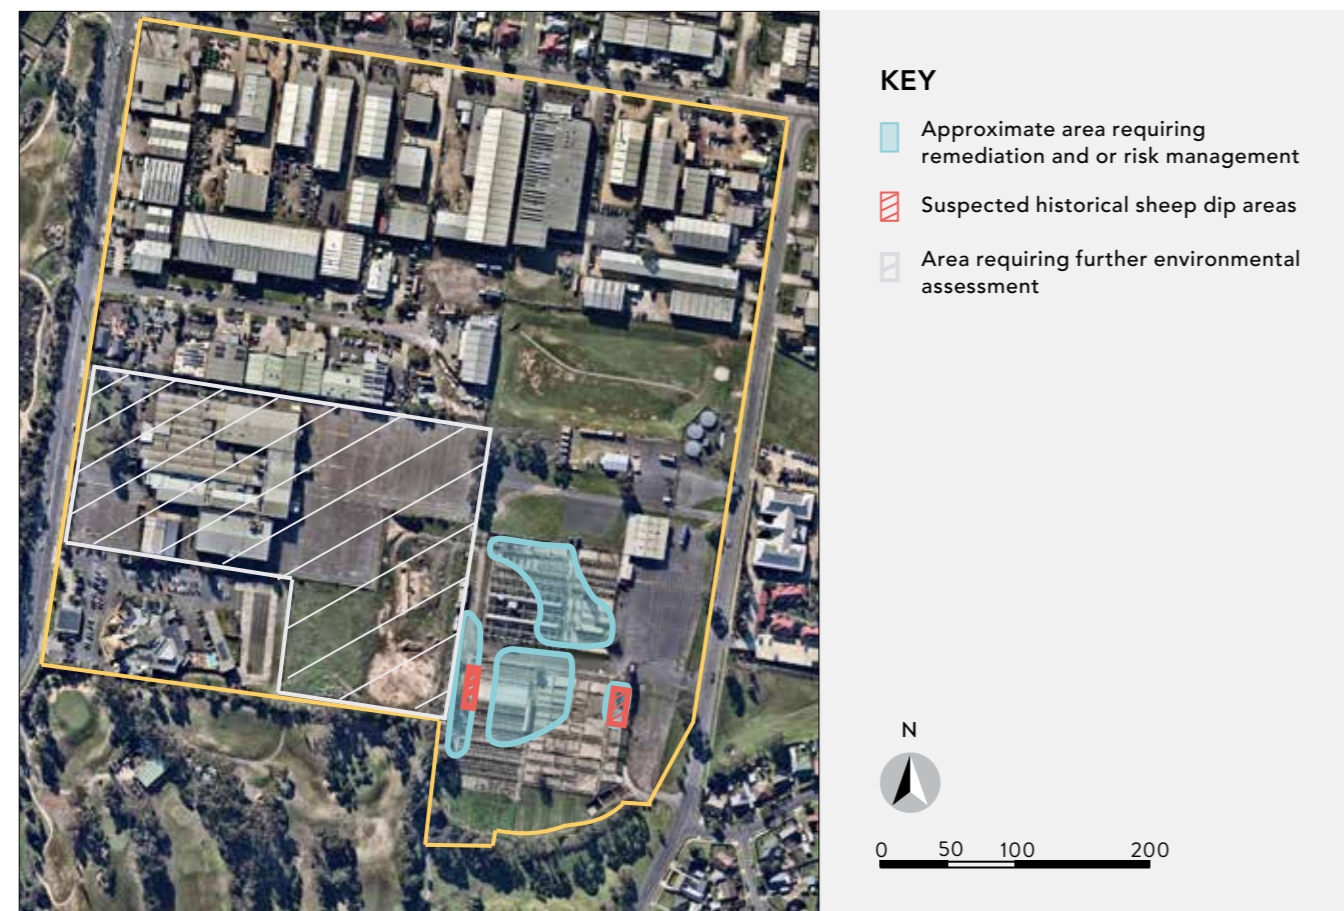 KEY
Approximate area requiring
remediation and or risk management
Suspected historical sheep dip areas
Area requiring further environmental
assessment
N
0 50 100 200